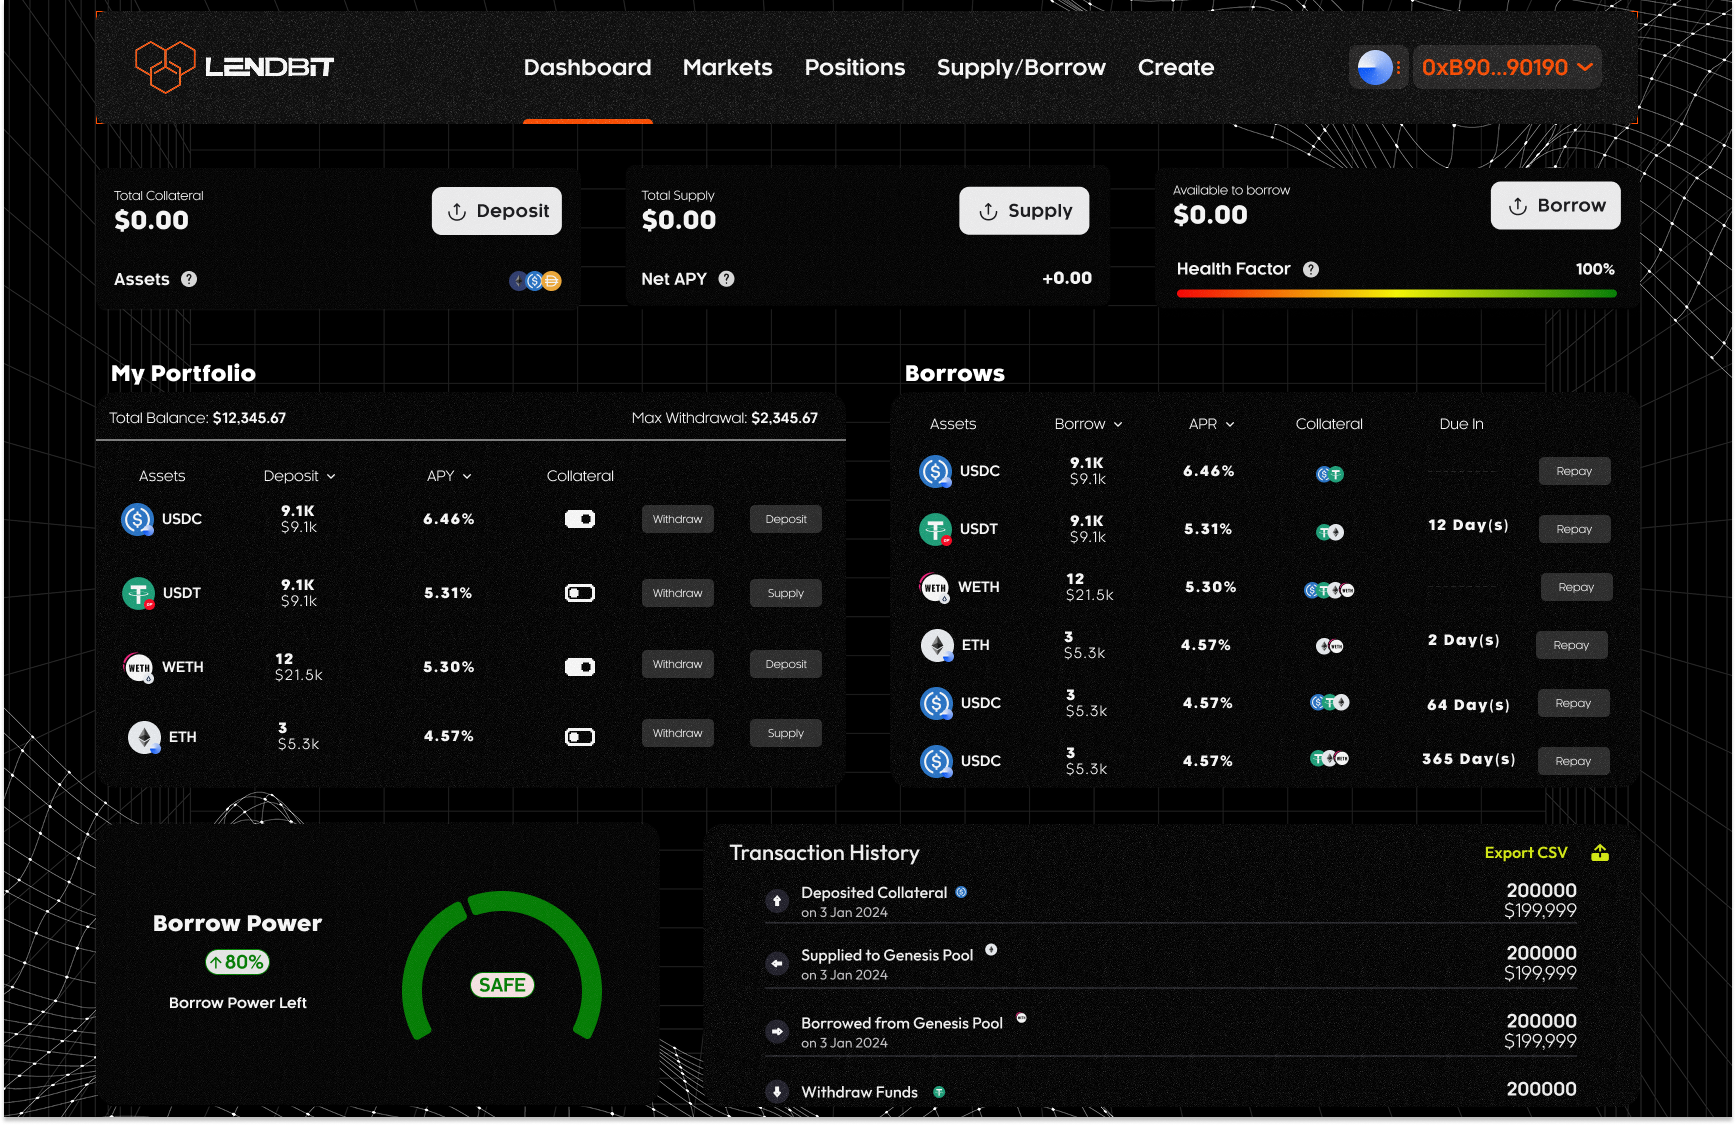 LENDBIT
Dashboard Markets Positions Supply/Borrow Create
0xB90...90190
Total Collateral
$0.00
Deposit
Assets ?
Total Supply
$0.00
Supply
Net APY ? +0.00
Available to borrow
$0.00
Borrow
Health Factor ? 100%
My Portfolio
Total Balance: $12,345.67 Max Withdrawal: $2,345.67
Assets Deposit APY Collateral
USDC 9.1K 6.46% Withdraw Deposit
$9.1k
USDT 9.1K 5.31% Withdraw Supply
$9.1k
WETH WETH 12 5.30% Withdraw Deposit
$21.5k
ETH 3 4.57% Withdraw Supply
$5.3k
Borrows
Assets Borrow APR Collateral Due In
USDC 9.1K 6.46% Repay
$9.1k
USDT 9.1K 5.31% 12 Day(s) Repay
$9.1k
WETH WETH 12 5.30% WETH Repay
$21.5k
ETH 3 4.57% WETH 2 Day(s) Repay
$5.3k
USDC 3 4.57% 64 Day(s) Repay
$5.3k
USDC 3 4.57% WETH 365 Day(s) Repay
$5.3k
Borrow Power
80%
Borrow Power Left
SAFE
Transaction History Export CSV
Deposited Collateral 200000
on 3 Jan 2024 $199,999
Supplied to Genesis Pool 200000
on 3 Jan 2024 $199,999
Borrowed from Genesis Pool 200000
on 3 Jan 2024 $199,999
Withdraw Funds 200000